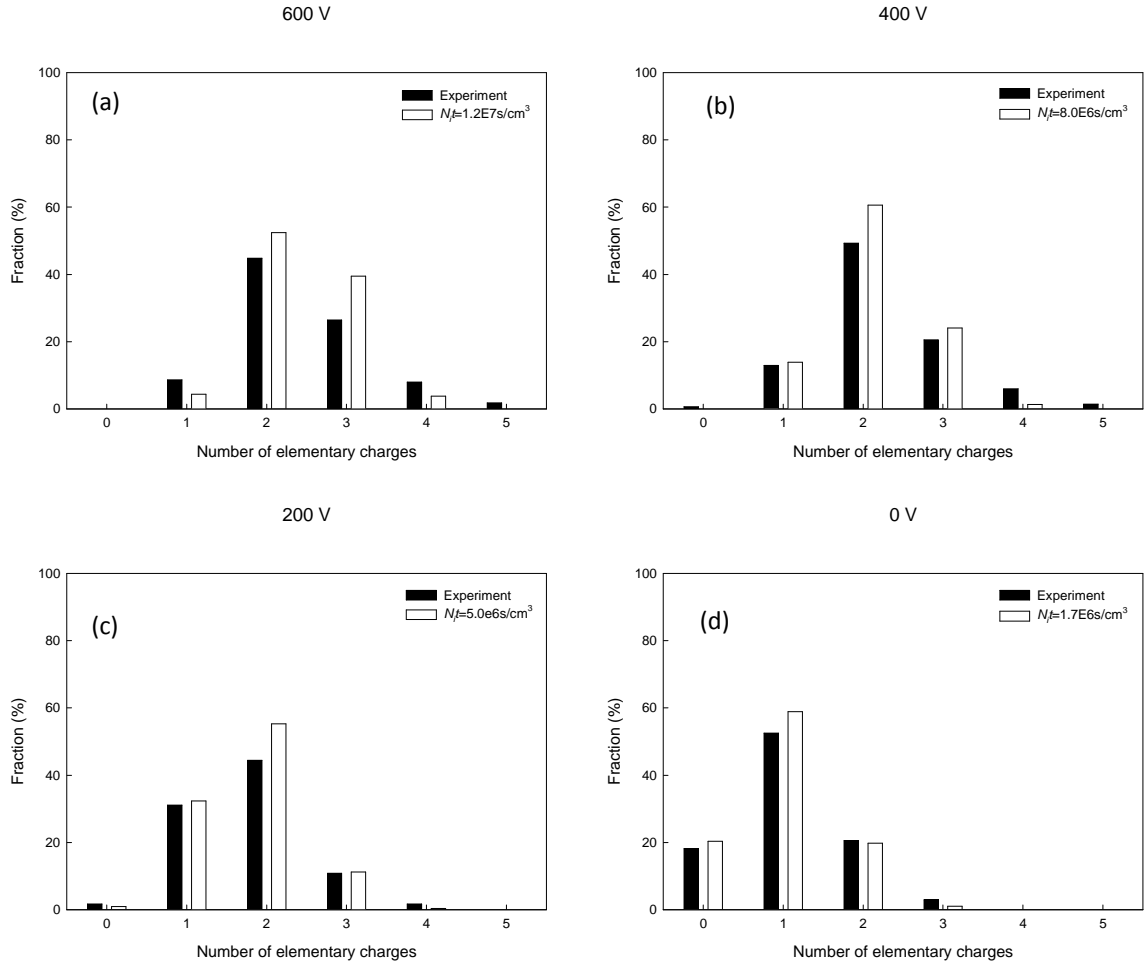 600 V
(a)
Experiment
Nᵢt=1.2E7s/cm³
100
80
60
40
20
0
Fraction (%)
0 1 2 3 4 5
Number of elementary charges
400 V
(b)
Experiment
Nᵢt=8.0E6s/cm³
100
80
60
40
20
0
Fraction (%)
0 1 2 3 4 5
Number of elementary charges
200 V
(c)
Experiment
Nᵢt=5.0e6s/cm³
100
80
60
40
20
0
Fraction (%)
0 1 2 3 4 5
Number of elementary charges
0 V
(d)
Experiment
Nᵢt=1.7E6s/cm³
100
80
60
40
20
0
Fraction (%)
0 1 2 3 4 5
Number of elementary charges